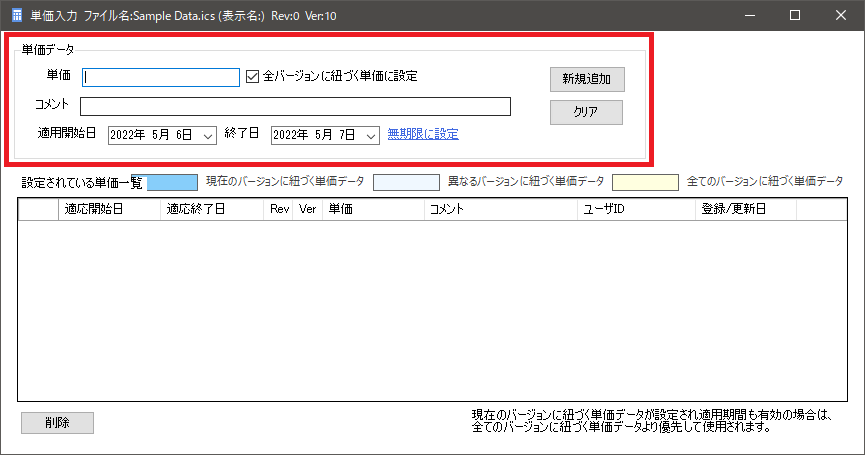 単価入力 ファイル名:Sample Data.ics (表示名:) Rev:0 Ver:10
単価データ
単価 全バージョンに紐づく単価に設定 新規追加
コメント クリア
適用開始日 2022年 5月 6日 終了日 2022年 5月 7日 無期限に設定
設定されている単価一覧 現在のバージョンに紐づく単価データ 異なるバージョンに紐づく単価データ 全てのバージョンに紐づく単価データ
適応開始日 適応終了日 Rev Ver 単価 コメント ユーザID 登録/更新日
削除
現在のバージョンに紐づく単価データが設定され適用期間も有効の場合は、
全てのバージョンに紐づく単価データより優先して使用されます。